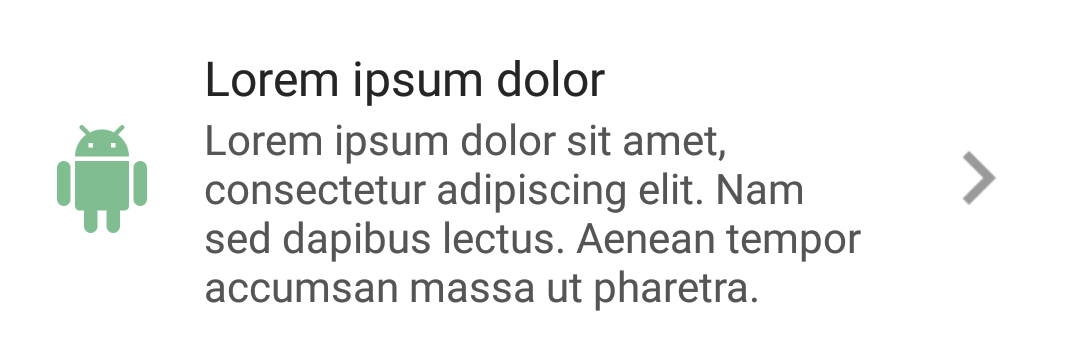 Lorem ipsum dolor
Lorem ipsum dolor sit amet,
consectetur adipiscing elit. Nam
sed dapibus lectus. Aenean tempor
accumsan massa ut pharetra.